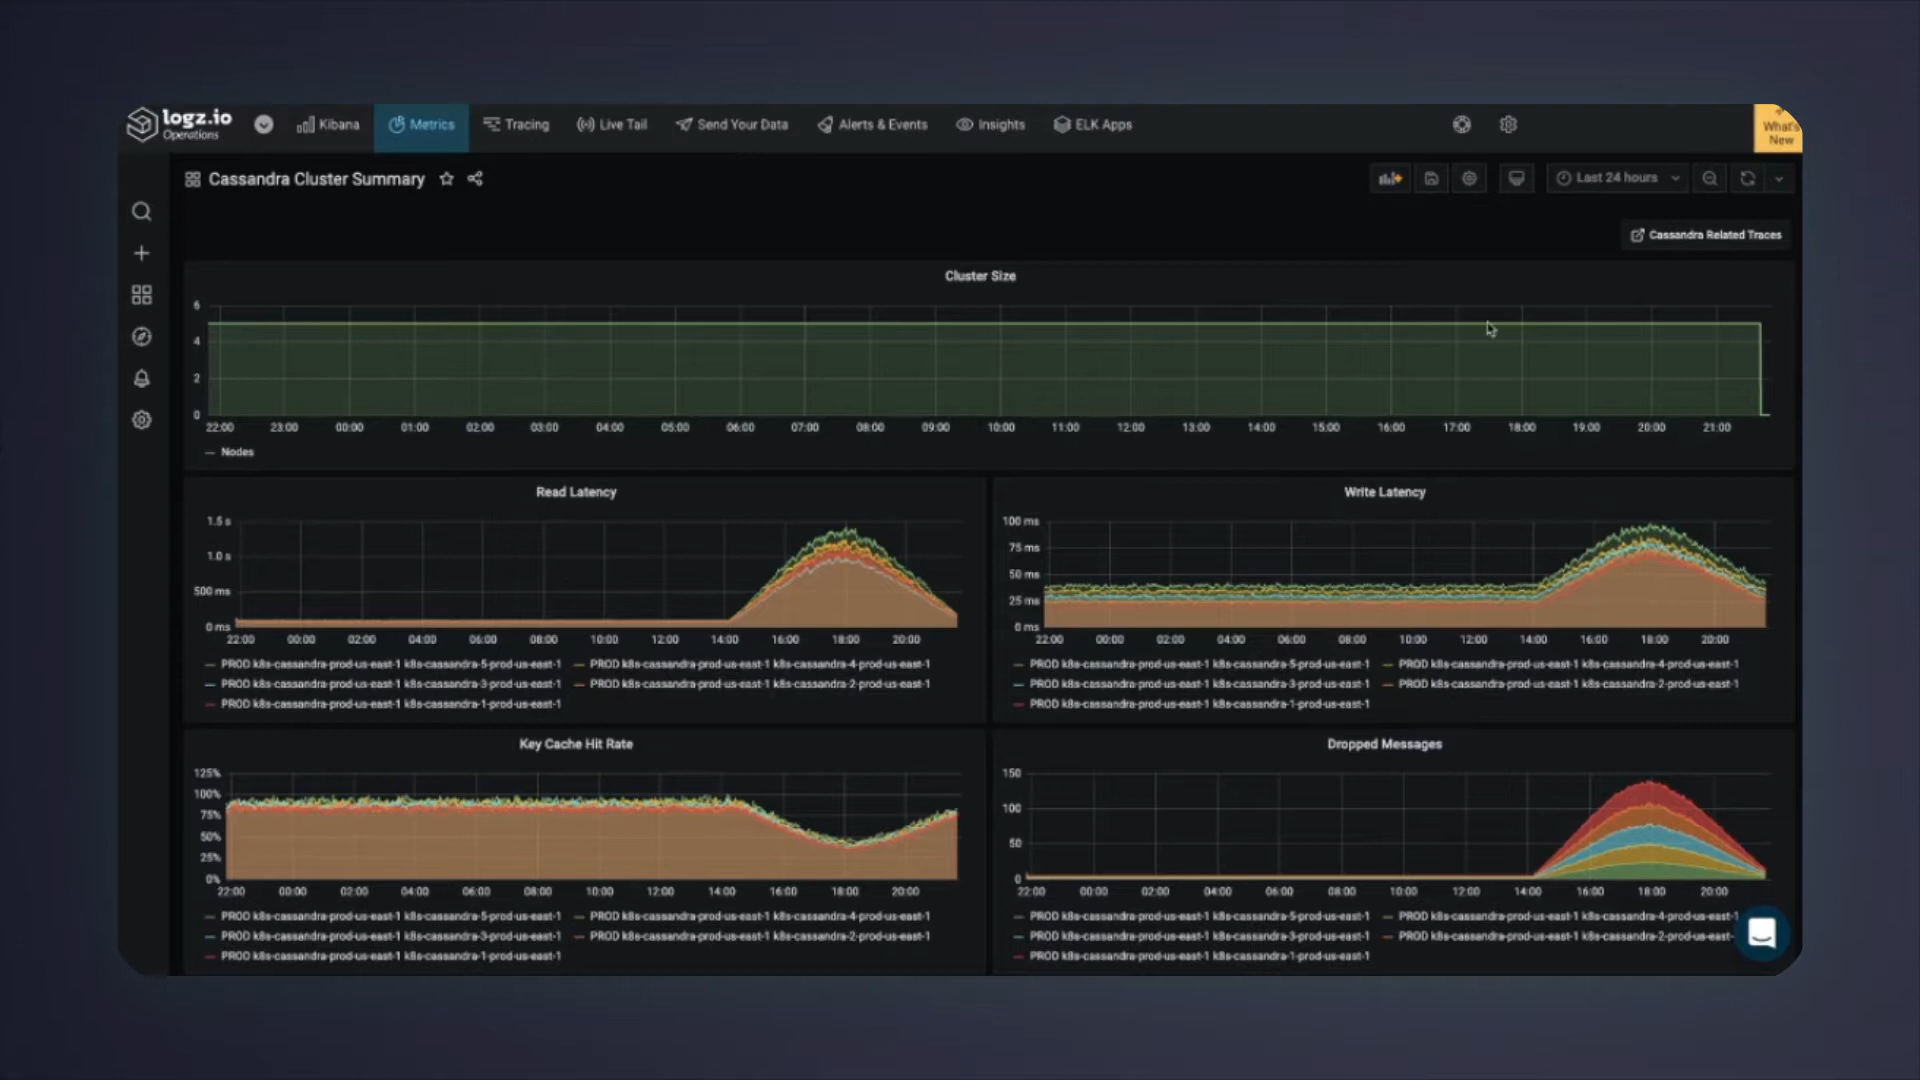 logz.io
Operations
Kibana
Metrics
Tracing
Live Tail
Send Your Data
Alerts & Events
Insights
ELK Apps
What's
New
Cassandra Cluster Summary
Last 24 hours
Cassandra Related Traces
Cluster Size
6
4
2
0
22:00 23:00 00:00 01:00 02:00 03:00 04:00 05:00 06:00 07:00 08:00 09:00 10:00 11:00 12:00 13:00 14:00 15:00 16:00 17:00 18:00 19:00 20:00 21:00
Nodes
Read Latency
1.5 s
1.0 s
500 ms
0 ms
22:00 00:00 02:00 04:00 06:00 08:00 10:00 12:00 14:00 16:00 18:00 20:00
PROD k8s-cassandra-prod-us-east-1 k8s-cassandra-5-prod-us-east-1
PROD k8s-cassandra-prod-us-east-1 k8s-cassandra-4-prod-us-east-1
PROD k8s-cassandra-prod-us-east-1 k8s-cassandra-3-prod-us-east-1
PROD k8s-cassandra-prod-us-east-1 k8s-cassandra-2-prod-us-east-1
PROD k8s-cassandra-prod-us-east-1 k8s-cassandra-1-prod-us-east-1
Write Latency
100 ms
75 ms
50 ms
25 ms
0 ms
22:00 00:00 02:00 04:00 06:00 08:00 10:00 12:00 14:00 16:00 18:00 20:00
PROD k8s-cassandra-prod-us-east-1 k8s-cassandra-5-prod-us-east-1
PROD k8s-cassandra-prod-us-east-1 k8s-cassandra-4-prod-us-east-1
PROD k8s-cassandra-prod-us-east-1 k8s-cassandra-3-prod-us-east-1
PROD k8s-cassandra-prod-us-east-1 k8s-cassandra-2-prod-us-east-1
PROD k8s-cassandra-prod-us-east-1 k8s-cassandra-1-prod-us-east-1
Key Cache Hit Rate
125%
100%
75%
50%
25%
0%
22:00 00:00 02:00 04:00 06:00 08:00 10:00 12:00 14:00 16:00 18:00 20:00
PROD k8s-cassandra-prod-us-east-1 k8s-cassandra-5-prod-us-east-1
PROD k8s-cassandra-prod-us-east-1 k8s-cassandra-4-prod-us-east-1
PROD k8s-cassandra-prod-us-east-1 k8s-cassandra-3-prod-us-east-1
PROD k8s-cassandra-prod-us-east-1 k8s-cassandra-2-prod-us-east-1
PROD k8s-cassandra-prod-us-east-1 k8s-cassandra-1-prod-us-east-1
Dropped Messages
150
100
50
0
22:00 00:00 02:00 04:00 06:00 08:00 10:00 12:00 14:00 16:00 18:00 20:00
PROD k8s-cassandra-prod-us-east-1 k8s-cassandra-5-prod-us-east-1
PROD k8s-cassandra-prod-us-east-1 k8s-cassandra-4-prod-us-east-1
PROD k8s-cassandra-prod-us-east-1 k8s-cassandra-3-prod-us-east-1
PROD k8s-cassandra-prod-us-east-1 k8s-cassandra-2-prod-us-east-
PROD k8s-cassandra-prod-us-east-1 k8s-cassandra-1-prod-us-east-1